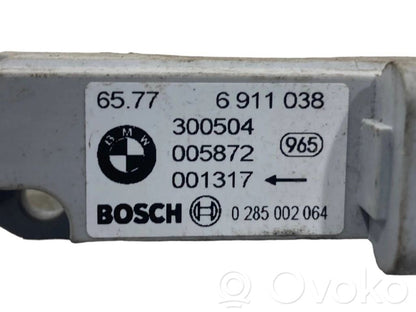 65.77 6 911 038
300504
BMW
005872 965
001317 ←
BOSCH 0 285 002 064
© Ovoko